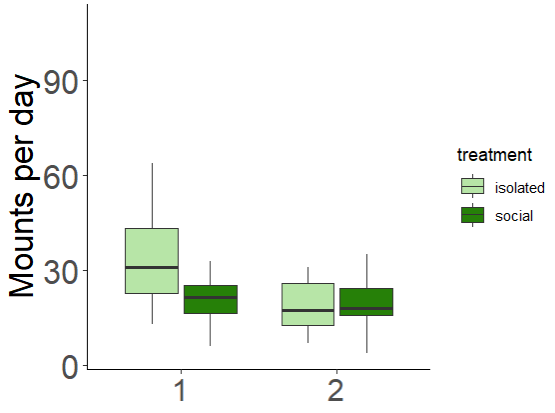 Mounts per day
90
60
30
0
1
2
treatment
isolated
social